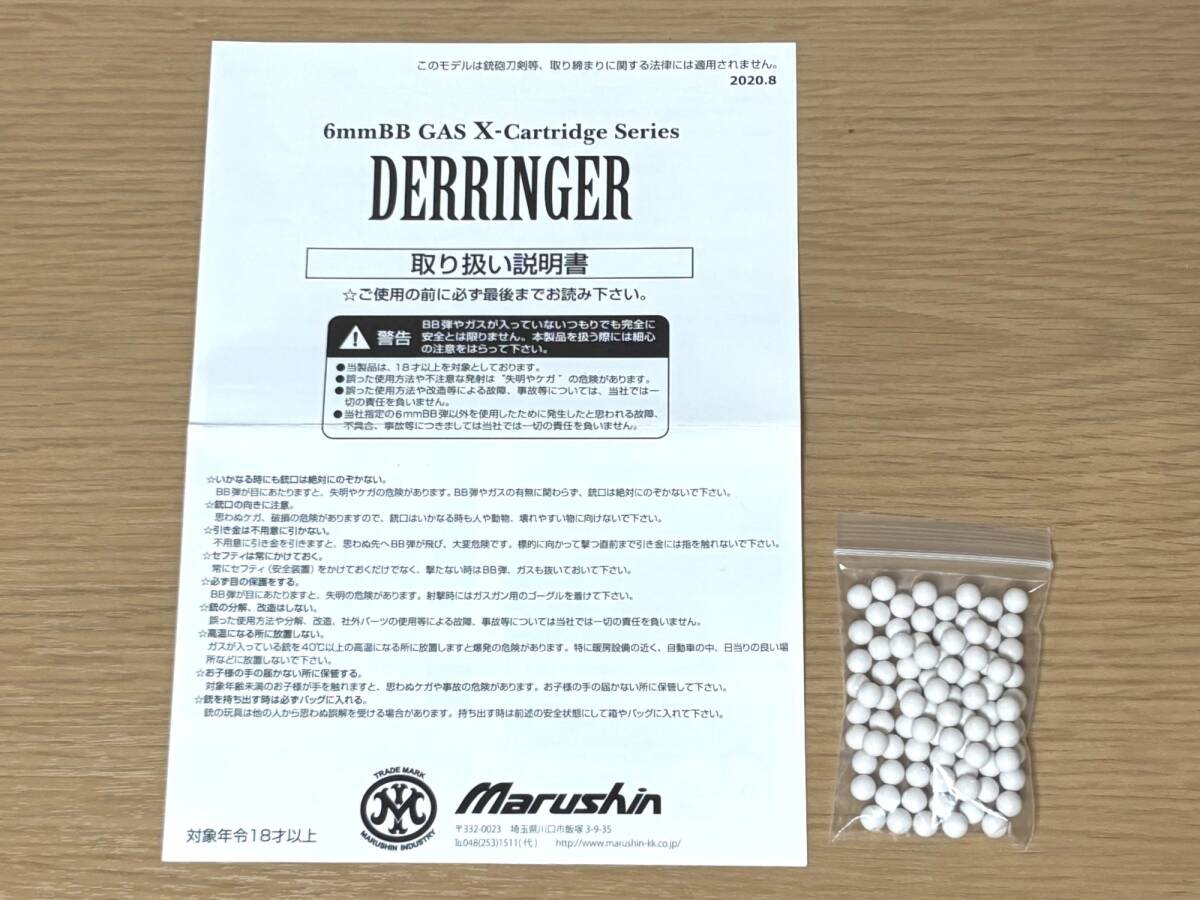 このモデルは銃砲刀剣等、取り締まりに関する法律には適用されません。
2020.8
6mmBB GAS X-Cartridge Series
DERRINGER
取り扱い説明書
☆ご使用の前に必ず最後までお読み下さい。
警告
BB弾やガスが入っていないつもりでも完全に
安全とは限りません。本製品を扱う際には細心
の注意をはらって下さい。
●当製品は、18才以上を対象としております。
●誤った使用方法や不注意な発射は“失明やケガ”の危険があります。
●誤った使用方法や改造等による故障、事故等については、当社では一
切の責任を負いません。
●当社指定の6mmBB弾以外を使用したために発生したと思われる故障、
不具合、事故等につきましては当社では一切の責任を負いません。
☆いかなる時にも銃口は絶対にのぞかない。
BB弾が目にあたりますと、失明やケガの危険があります。BB弾やガスの有無に関わらず、銃口は絶対にのぞかないで下さい。
☆銃口の向きに注意。
思わぬケガ、破損の危険がありますので、銃口はいかなる時も人や動物、壊れやすい物に向けないで下さい。
☆引き金は不用意に引かない。
不用意に引き金を引きますと、思わぬ先へBB弾が飛び、大変危険です。標的に向かって撃つ直前まで引き金には指を触れないで下さい。
☆セフティは常にかけておく。
常にセフティ(安全装置)をかけておくだけでなく、撃たない時はBB弾、ガスも抜いておいて下さい。
☆必ず目の保護をする。
BB弾が目にあたりますと、失明の危険があります。射撃時にはガスガン用のゴーグルを着けて下さい。
☆銃の分解、改造はしない。
誤った使用方法や分解、改造、社外パーツの使用等による故障、事故等については当社では一切の責任を負いません。
☆高温になる所に放置しない。
ガスが入っている銃を40℃以上の高温になる所に放置しますと爆発の危険があります。特に暖房設備の近く、自動車の中、日当りの良い場
所などに放置しないで下さい。
☆お子様の手の届かない所に保管する。
対象年齢未満のお子様が手を触れますと、思わぬケガや事故の危険があります。お子様の手の届かない所に保管して下さい。
☆銃を持ち出す時は必ずバッグに入れる。
銃の玩具は他の人から思わぬ誤解を受ける場合があります。持ち出す時は前述の安全状態にして箱やバッグに入れて下さい。
対象年令18才以上
TRADE MARK
M
MARUSHIN INDUSTRY
Marushin
〒332-0023 埼玉県川口市飯塚3-9-35
℡048(253)1511(代) http://www.marushin-kk.co.jp/